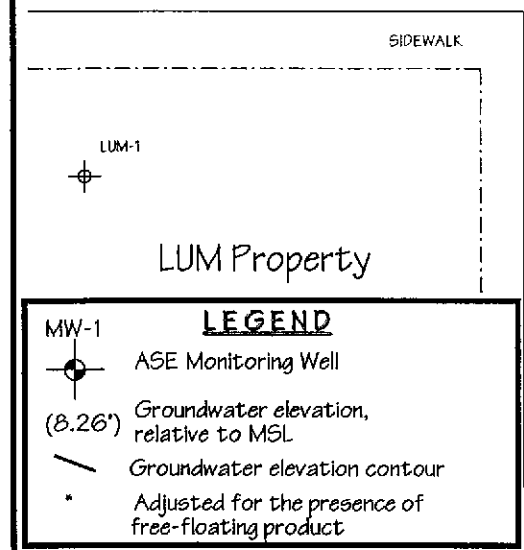 SIDEWALK
LUM-1
LUM Property
LEGEND
MW-1
ASE Monitoring Well
(8.26') Groundwater elevation,
relative to MSL
Groundwater elevation contour
* Adjusted for the presence of
free-floating product